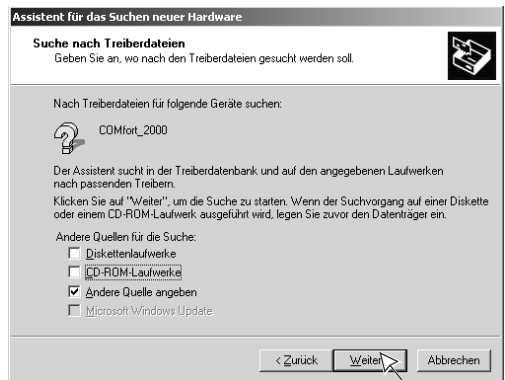 Assistent für das Suchen neuer Hardware
Suche nach Treiberdateien
Geben Sie an, wo nach den Treiberdateien gesucht werden soll.
Nach Treiberdateien für folgende Geräte suchen:
COMfort_2000
Der Assistent sucht in der Treiberdatenbank und auf den angegebenen Laufwerken
nach passenden Treibern.
Klicken Sie auf "Weiter", um die Suche zu starten. Wenn der Suchvorgang auf einer Diskette
oder einem CD-ROM-Laufwerk ausgeführt wird, legen Sie zuvor den Datenträger ein.
Andere Quellen für die Suche:
Diskettenlaufwerke
CD-ROM-Laufwerke
Andere Quelle angeben
Microsoft Windows Update
< Zurück
Weiter
Abbrechen